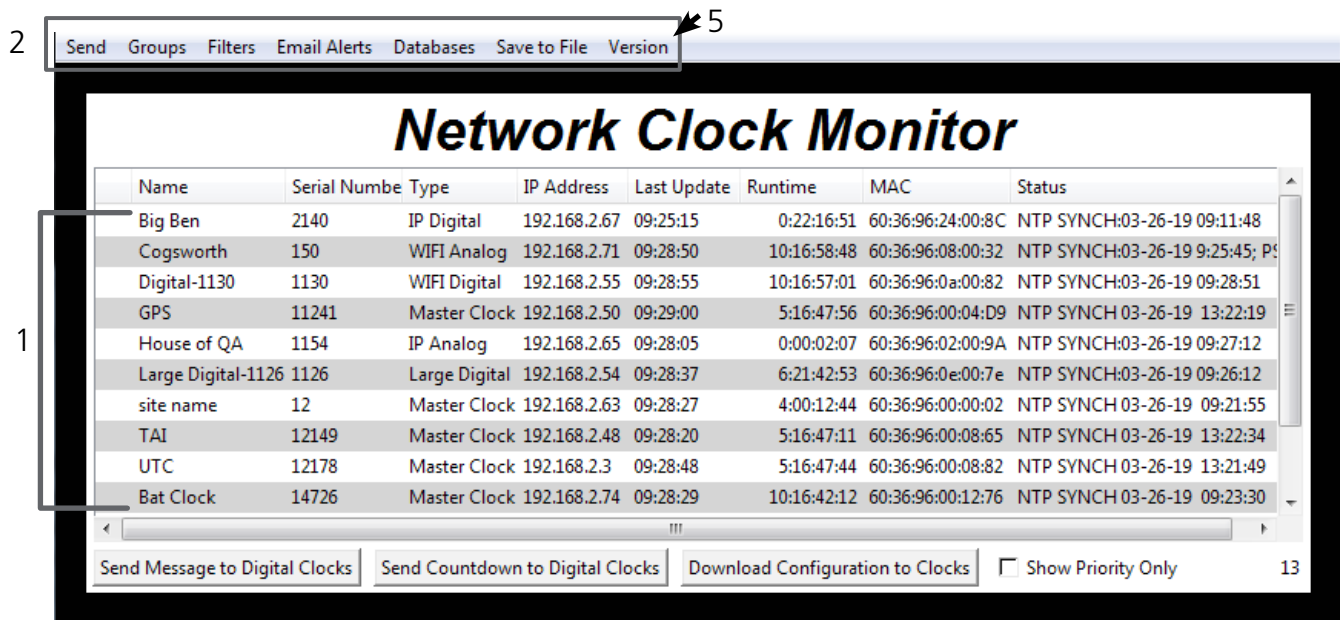 2
5
Send Groups Filters Email Alerts Databases Save to File Version
Network Clock Monitor
Name Serial Numbe Type IP Address Last Update Runtime MAC Status
1
Big Ben 2140 IP Digital 192.168.2.67 09:25:15 0:22:16:51 60:36:96:24:00:8C NTP SYNCH:03-26-19 09:11:48
Cogsworth 150 WIFI Analog 192.168.2.71 09:28:50 10:16:58:48 60:36:96:08:00:32 NTP SYNCH:03-26-19 9:25:45; PS
Digital-1130 1130 WIFI Digital 192.168.2.55 09:28:55 10:16:57:01 60:36:96:0a:00:82 NTP SYNCH:03-26-19 09:28:51
GPS 11241 Master Clock 192.168.2.50 09:29:00 5:16:47:56 60:36:96:00:04:D9 NTP SYNCH 03-26-19 13:22:19
House of QA 1154 IP Analog 192.168.2.65 09:28:05 0:00:02:07 60:36:96:02:00:9A NTP SYNCH:03-26-19 09:27:12
Large Digital-1126 1126 Large Digital 192.168.2.54 09:28:37 6:21:42:53 60:36:96:0e:00:7e NTP SYNCH:03-26-19 09:26:12
site name 12 Master Clock 192.168.2.63 09:28:27 4:00:12:44 60:36:96:00:00:02 NTP SYNCH 03-26-19 09:21:55
TAI 12149 Master Clock 192.168.2.48 09:28:20 5:16:47:11 60:36:96:00:08:65 NTP SYNCH 03-26-19 13:22:34
UTC 12178 Master Clock 192.168.2.3 09:28:48 5:16:47:44 60:36:96:00:08:82 NTP SYNCH 03-26-19 13:21:49
Bat Clock 14726 Master Clock 192.168.2.74 09:28:29 10:16:42:12 60:36:96:00:12:76 NTP SYNCH 03-26-19 09:23:30
Send Message to Digital Clocks Send Countdown to Digital Clocks Download Configuration to Clocks Show Priority Only 13